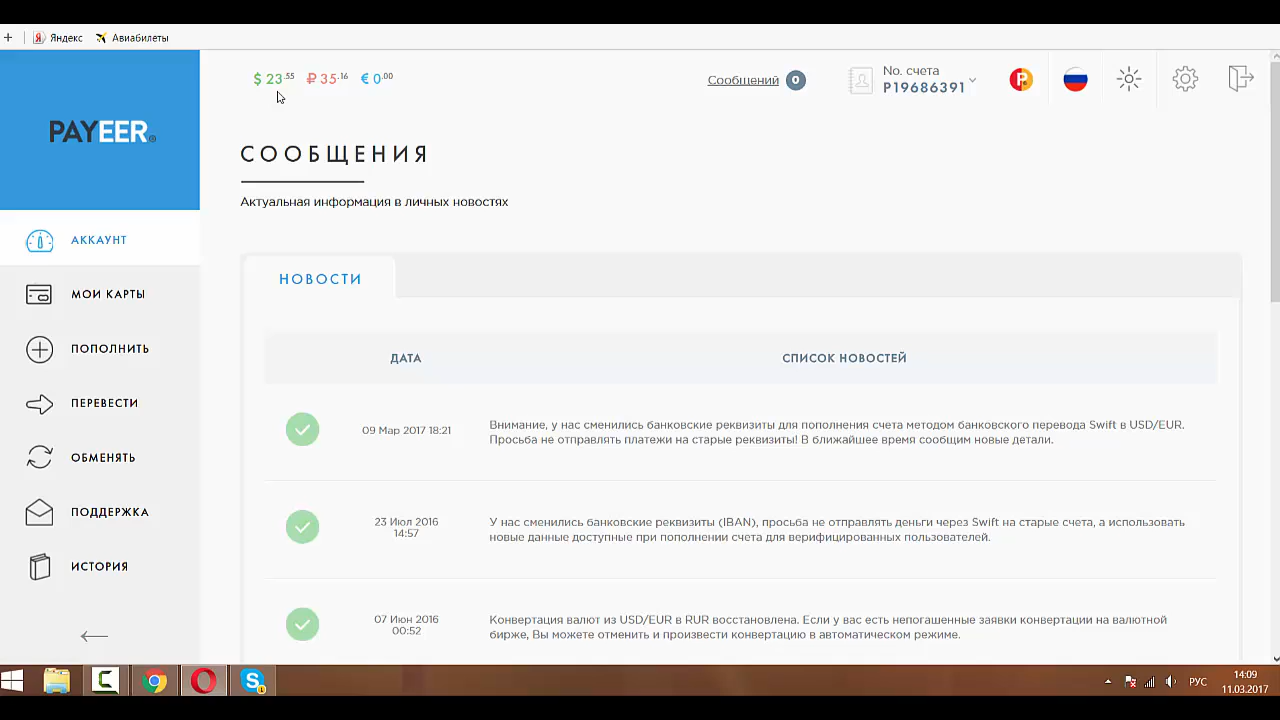 + Яндекс Авиабилеты
$ 23.55 ₽ 35.16 € 0.00
Сообщений 0
No. счета
P19686391
PAYEER®
СООБЩЕНИЯ
Актуальная информация в личных новостях
АККАУНТ
МОИ КАРТЫ
ПОПОЛНИТЬ
ПЕРЕВЕСТИ
ОБМЕНЯТЬ
ПОДДЕРЖКА
ИСТОРИЯ
НОВОСТИ
ДАТА СПИСОК НОВОСТЕЙ
09 Мар 2017 18:21
Внимание, у нас сменились банковские реквизиты для пополнения счета методом банковского перевода Swift в USD/EUR.
Просьба не отправлять платежи на старые реквизиты! В ближайшее время сообщим новые детали.
23 Июл 2016
14:57
У нас сменились банковские реквизиты (IBAN), просьба не отправлять деньги через Swift на старые счета, а использовать
новые данные доступные при пополнении счета для верифицированных пользователей.
07 Июн 2016
00:52
Конвертация валют из USD/EUR в RUR восстановлена. Если у вас есть непогашенные заявки конвертации на валютной
бирже, Вы можете отменить и произвести конвертацию в автоматическом режиме.
РУС
14:09
11.03.2017